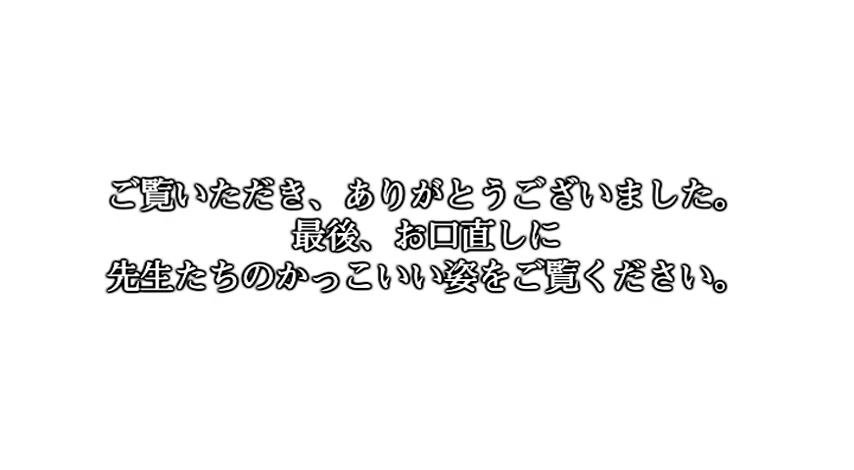 ご覧いただき、ありがとうございました。
最後、お口直しに
先生たちのかっこいい姿をご覧ください。